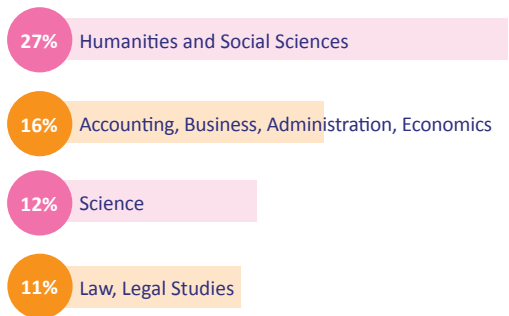 27% Humanities and Social Sciences
16% Accounting, Business, Administration, Economics
12% Science
11% Law, Legal Studies